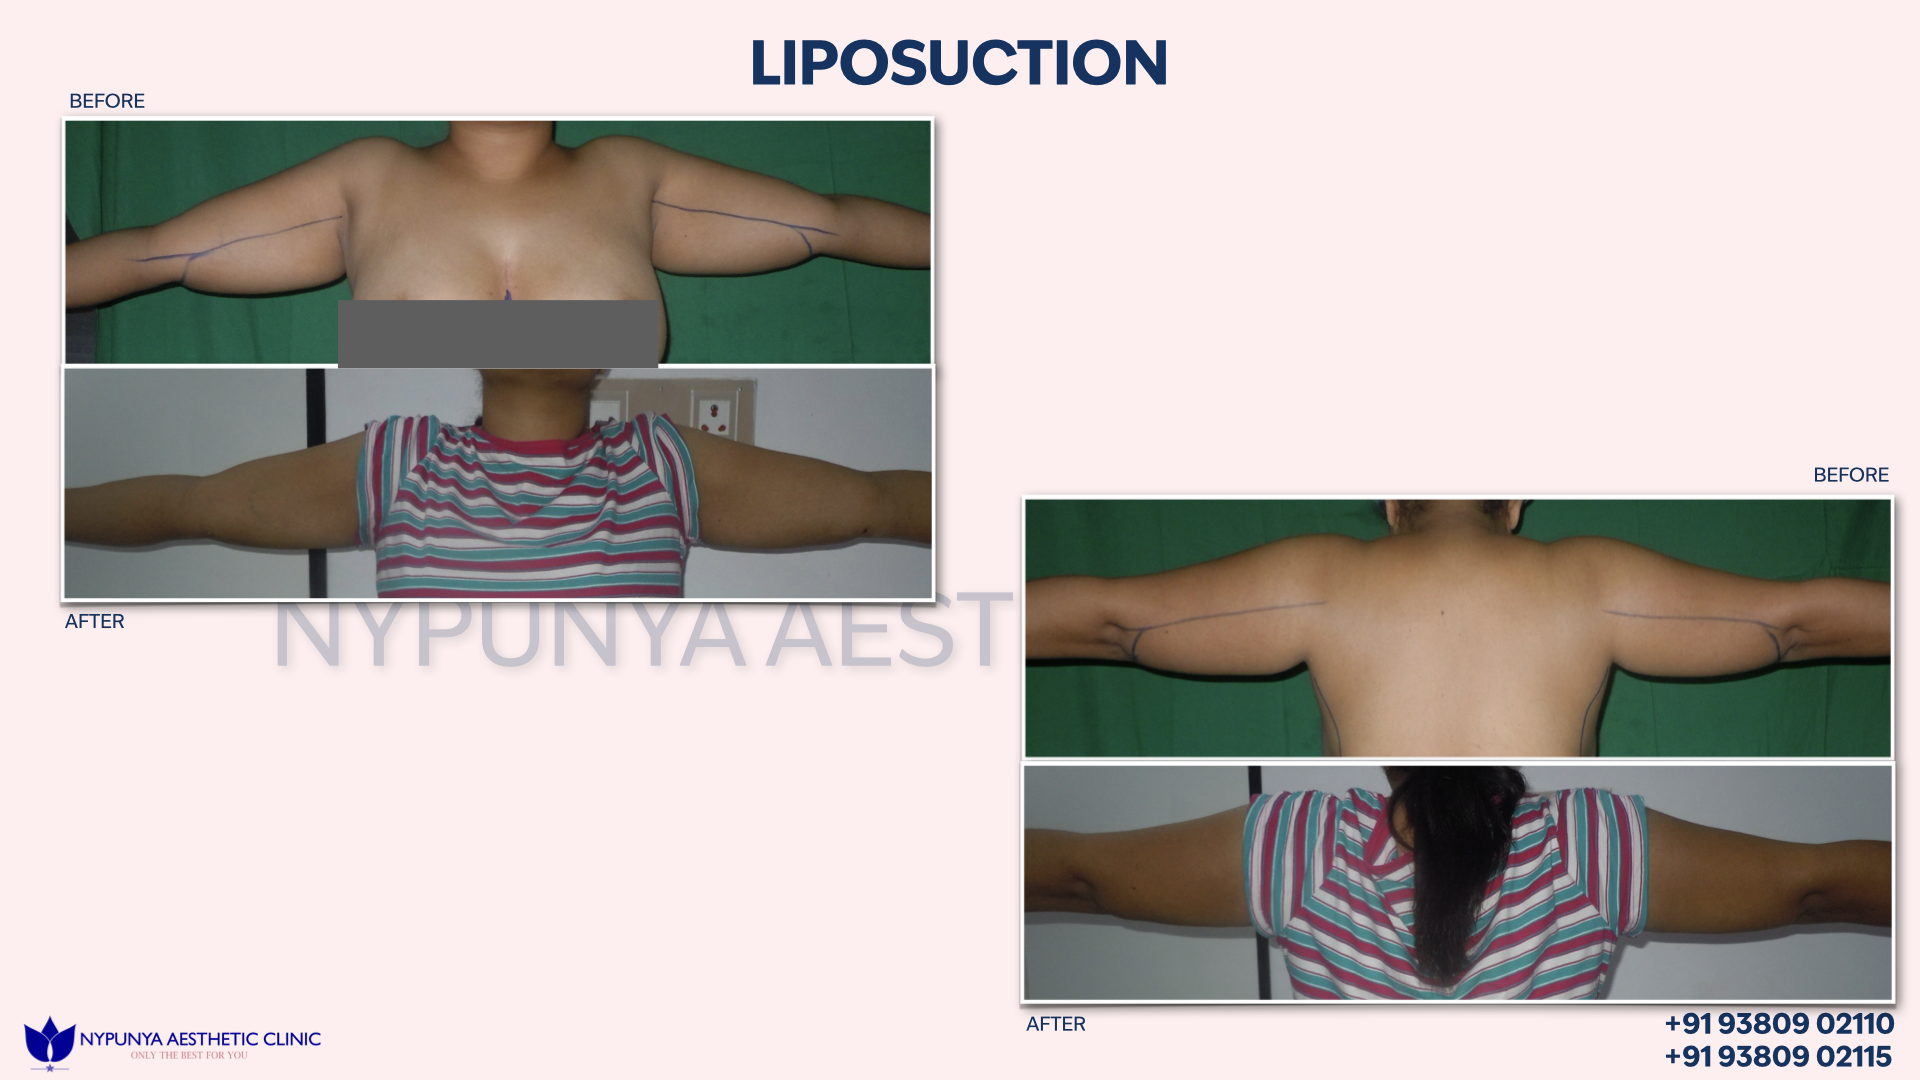 LIPOSUCTION
BEFORE
AFTER
NYPUNYA AEST
BEFORE
AFTER
NYPUNYA AESTHETIC CLINIC
ONLY THE BEST FOR YOU
+91 93809 02110
+91 93809 02115